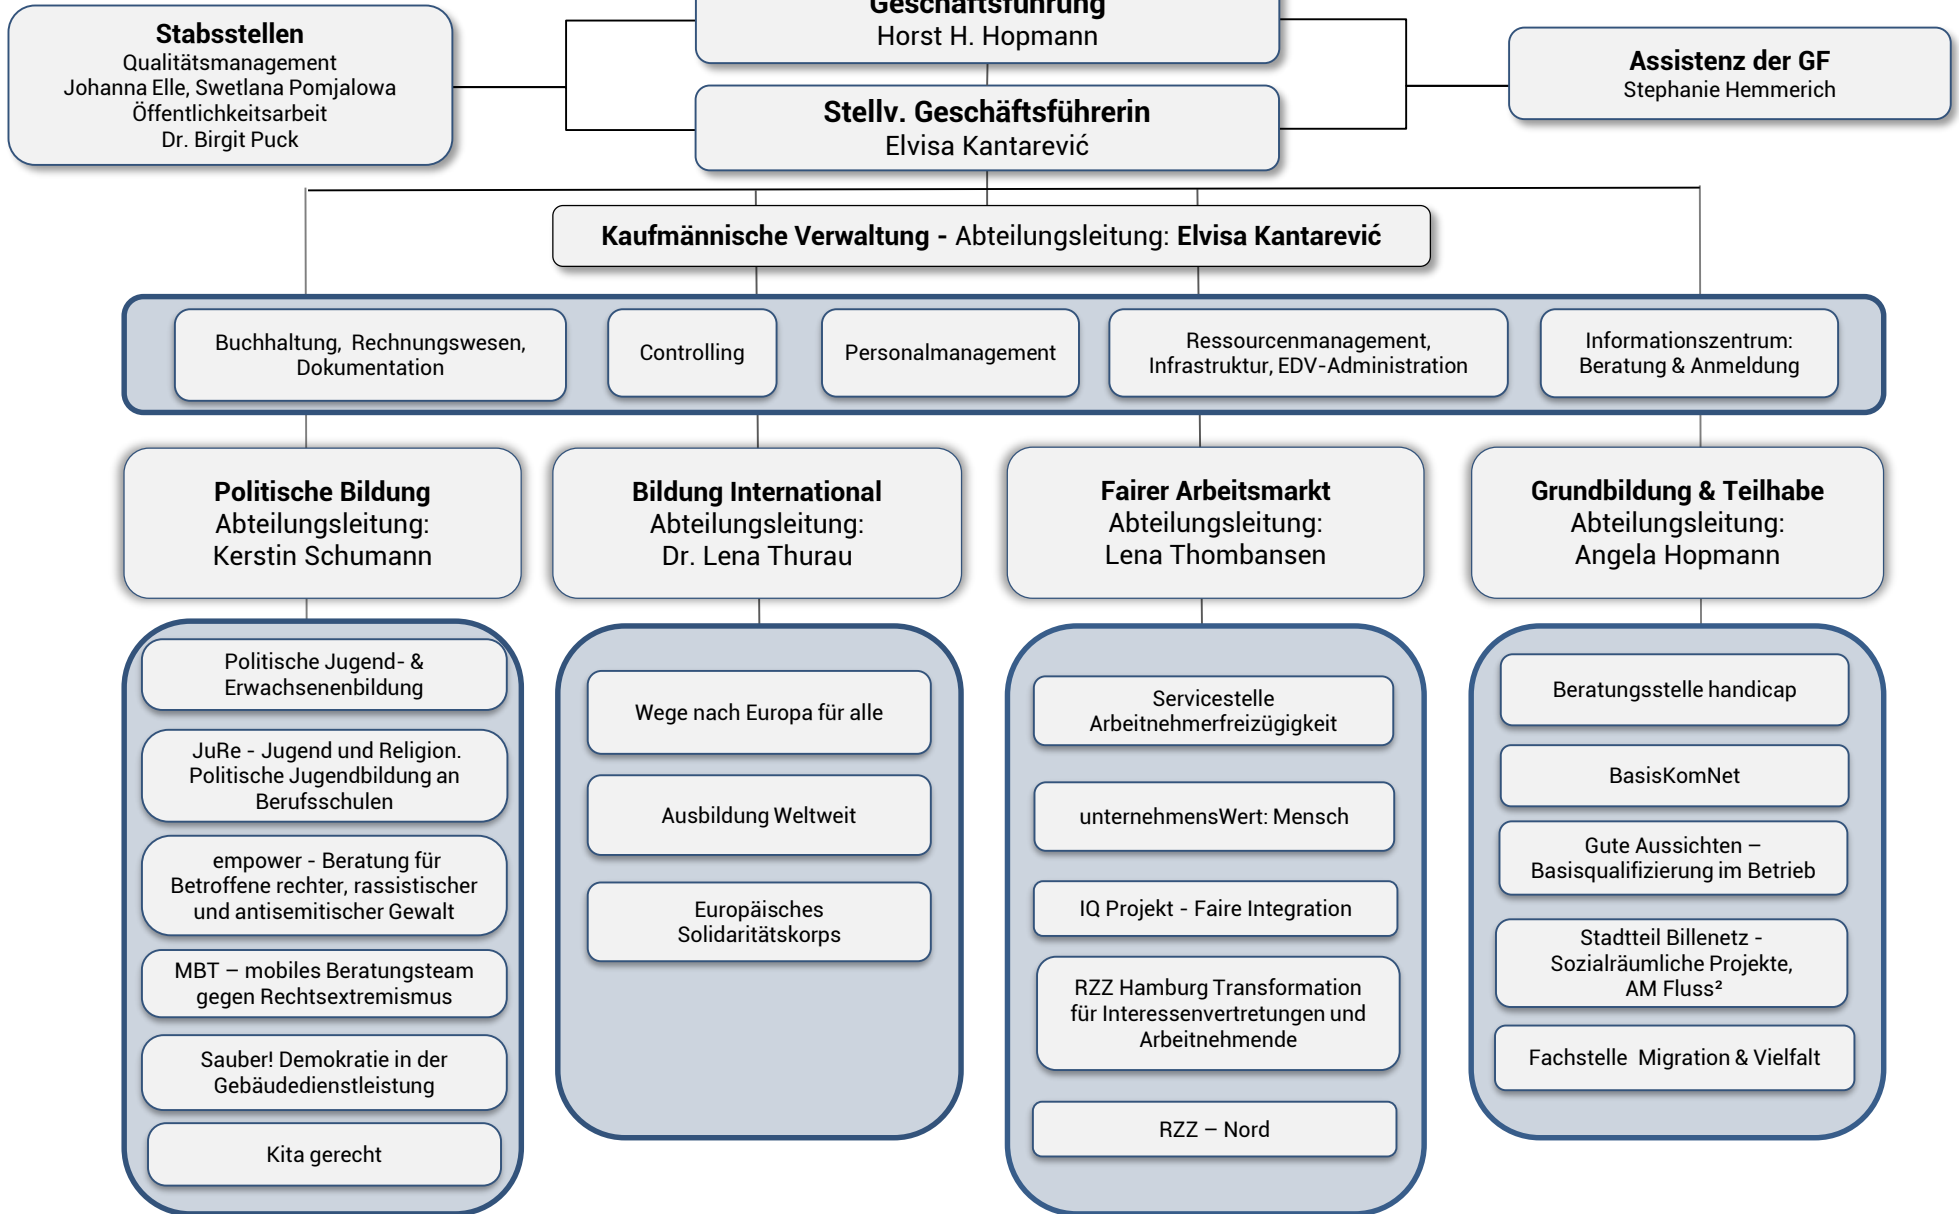 Geschäftsführung
Horst H. Hopmann
Stabsstellen
Qualitätsmanagement
Johanna Elle, Swetlana Pomjalowa
Öffentlichkeitsarbeit
Dr. Birgit Puck
Assistenz der GF
Stephanie Hemmerich
Stellv. Geschäftsführerin
Elvisa Kantarević
Kaufmännische Verwaltung - Abteilungsleitung: Elvisa Kantarević
Buchhaltung, Rechnungswesen,
Dokumentation
Controlling
Personalmanagement
Ressourcenmanagement,
Infrastruktur, EDV-Administration
Informationszentrum:
Beratung & Anmeldung
Politische Bildung
Abteilungsleitung:
Kerstin Schumann
Politische Jugend- &
Erwachsenenbildung
JuRe - Jugend und Religion.
Politische Jugendbildung an
Berufsschulen
empower - Beratung für
Betroffene rechter, rassistischer
und antisemitischer Gewalt
MBT – mobiles Beratungsteam
gegen Rechtsextremismus
Sauber! Demokratie in der
Gebäudedienstleistung
Kita gerecht
Bildung International
Abteilungsleitung:
Dr. Lena Thurau
Wege nach Europa für alle
Ausbildung Weltweit
Europäisches
Solidaritätskorps
Fairer Arbeitsmarkt
Abteilungsleitung:
Lena Thombansen
Servicestelle
Arbeitnehmerfreizügigkeit
unternehmensWert: Mensch
IQ Projekt - Faire Integration
RZZ Hamburg Transformation
für Interessenvertretungen und
Arbeitnehmende
RZZ – Nord
Grundbildung & Teilhabe
Abteilungsleitung:
Angela Hopmann
Beratungsstelle handicap
BasisKomNet
Gute Aussichten –
Basisqualifizierung im Betrieb
Stadtteil Billenetz -
Sozialräumliche Projekte,
AM Fluss²
Fachstelle Migration & Vielfalt